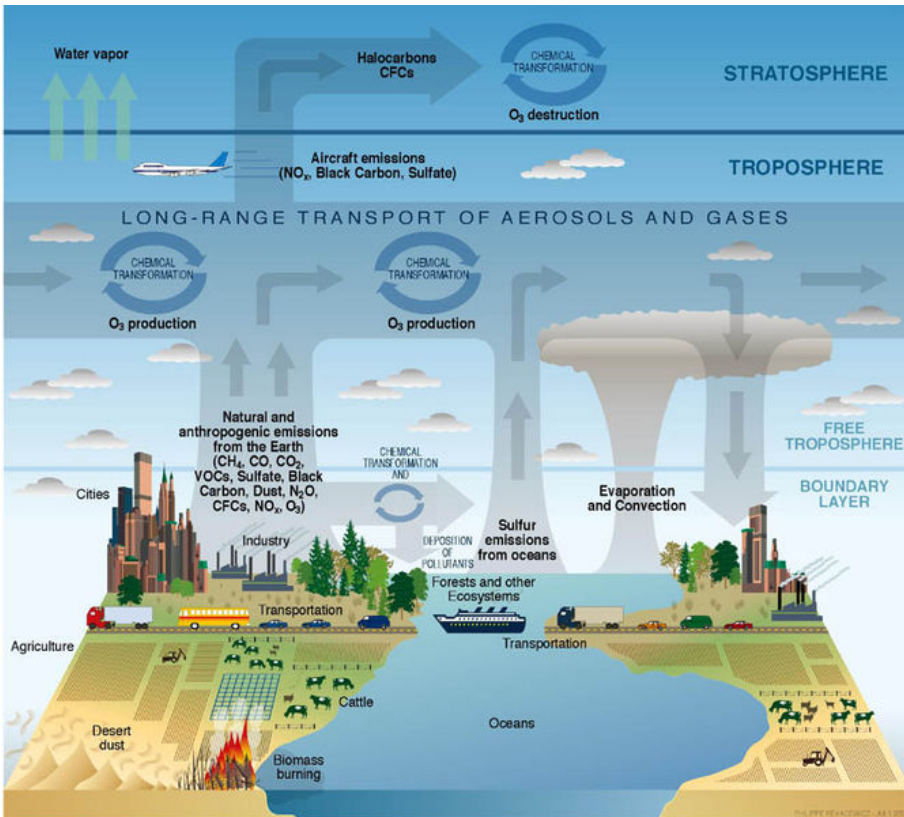 Water vapor
Halocarbons
CFCs
CHEMICAL
TRANSFORMATION
O₃ destruction
STRATOSPHERE
Aircraft emissions
(NOₓ, Black Carbon, Sulfate)
TROPOSPHERE
LONG-RANGE TRANSPORT OF AEROSOLS AND GASES
CHEMICAL
TRANSFORMATION
O₃ production
CHEMICAL
TRANSFORMATION
O₃ production
Natural and
anthropogenic emissions
from the Earth
(CH₄, CO, CO₂,
VOCs, Sulfate, Black
Carbon, Dust, N₂O,
CFCs, NOₓ, O₃)
CHEMICAL
TRANSFORMATION
AND
DEPOSITION
OF
POLLUTANTS
FREE
TROPOSPHERE
BOUNDARY
LAYER
Cities
Industry
Sulfur
emissions
from oceans
Evaporation
and Convection
Forests and other
Ecosystems
Transportation
Transportation
Agriculture
Cattle
Oceans
Desert
dust
Biomass
burning